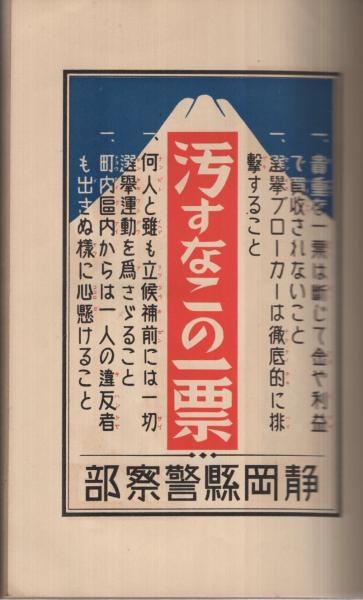 一、貴重な一票は断じて金や利益
で買收されないこと
一、選擧ブローカーは徹底的に排
擊すること
汚すなこの一票
一、何人と雖も立候補前には一切
選擧運動を爲さざること
一、町內區內からは一人の違反者
も出さぬ樣に心懸けること
靜岡縣警察部